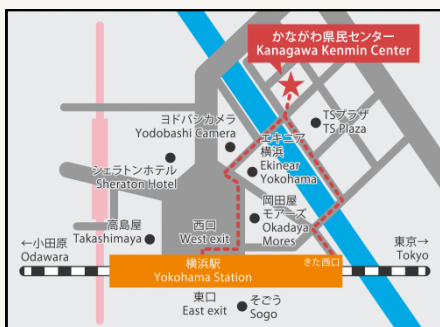 かながわ県民センター
Kanagawa Kenmin Center
ヨドバシカメラ
Yodobashi Camera
TSプラザ
TS Plaza
エキニア
横浜
Ekinear
Yokohama
シェラトンホテル
Sheraton Hotel
岡田屋
モアーズ
Okadaya
Mores
高島屋
Takashimaya
西口
West exit
←小田原
Odawara
東京→
Tokyo
横浜駅
Yokohama Station
きた西口
東口
East exit
そごう
Sogo